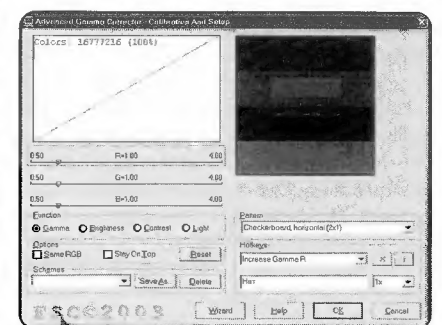 Advanced Gamma Corrector - Calibration And Setup
Colors: 16777216 (100%)
0.50 R=1.00 4.00
0.50 G=1.00 4.00
0.50 B=1.00 4.00
Function
Gamma Brightness Contrast Light
Options
Same RGB Stay On Top Reset
Schemes
Save As Delete
Pattern
Checkerboard, horizontal (2x1)
Hotkeys
Increase Gamma R
Нет 1x
Wizard Help OK Cancel